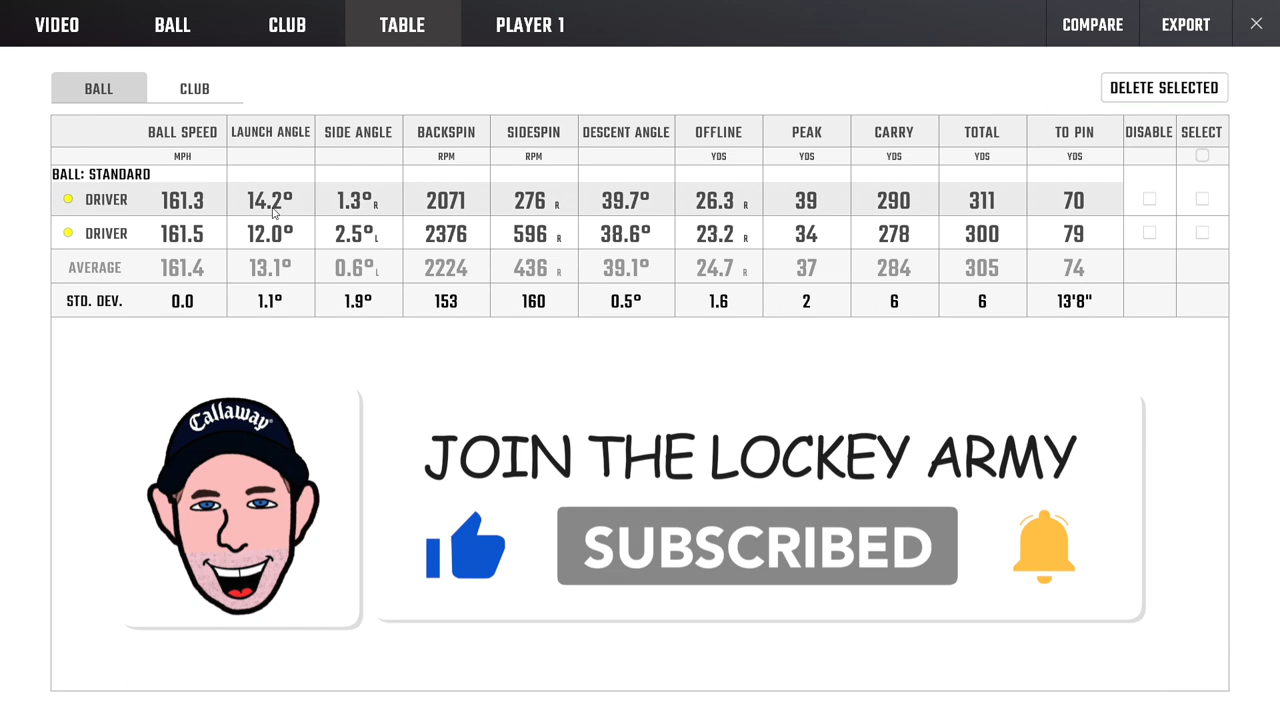 VIDEO BALL CLUB TABLE PLAYER 1 COMPARE EXPORT
BALL CLUB DELETE SELECTED
BALL SPEED LAUNCH ANGLE SIDE ANGLE BACKSPIN SIDESPIN DESCENT ANGLE OFFLINE PEAK CARRY TOTAL TO PIN DISABLE SELECT
MPH RPM RPM YDS YDS YDS YDS YDS
BALL: STANDARD
DRIVER 161.3 14.2° 1.3° R 2071 276 R 39.7° 26.3 R 39 290 311 70
DRIVER 161.5 12.0° 2.5° L 2376 596 R 38.6° 23.2 R 34 278 300 79
AVERAGE 161.4 13.1° 0.6° L 2224 436 R 39.1° 24.7 R 37 284 305 74
STD. DEV. 0.0 1.1° 1.9° 153 160 0.5° 1.6 2 6 6 13'8"
Callaway
JOIN THE LOCKEY ARMY
SUBSCRIBED